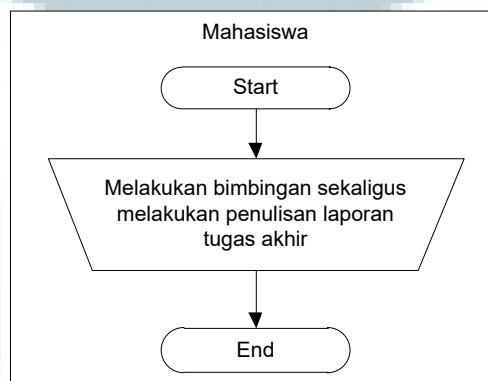 Mahasiswa
Start
Melakukan bimbingan sekaligus
melakukan penulisan laporan
tugas akhir
End